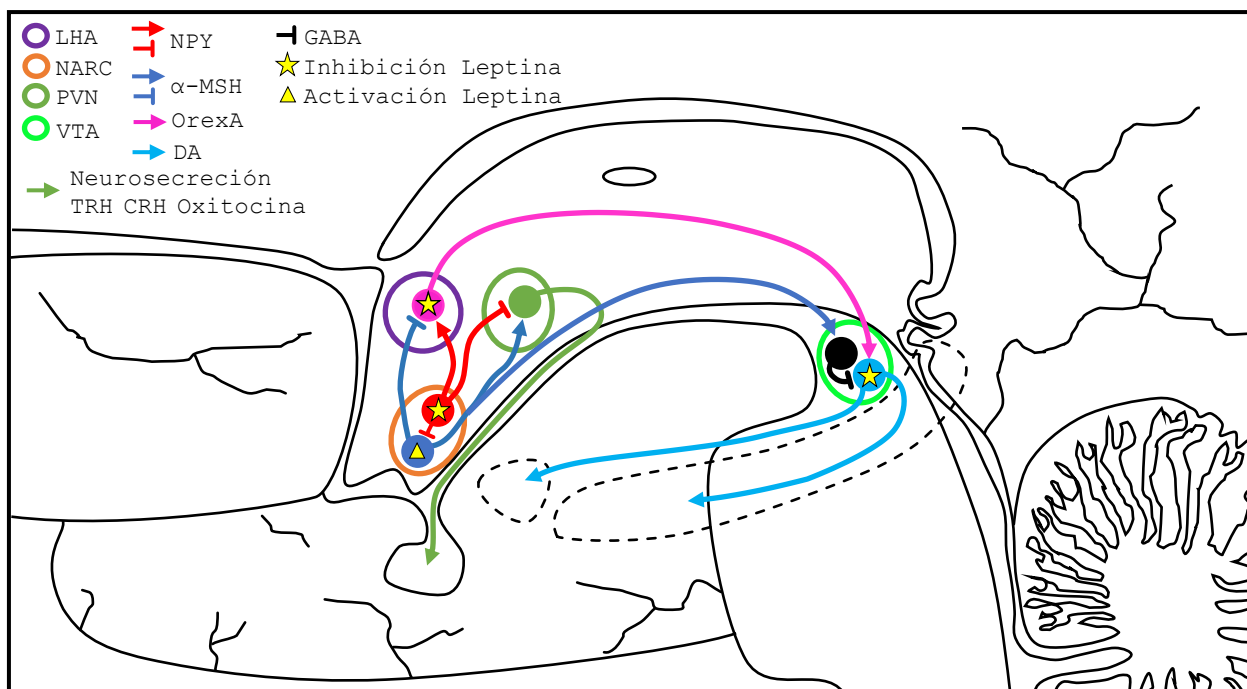 LHA
NARC
PVN
VTA
NPY
α-MSH
OrexA
DA
GABA
Inhibición Leptina
Activación Leptina
Neurosecreción
TRH CRH Oxitocina